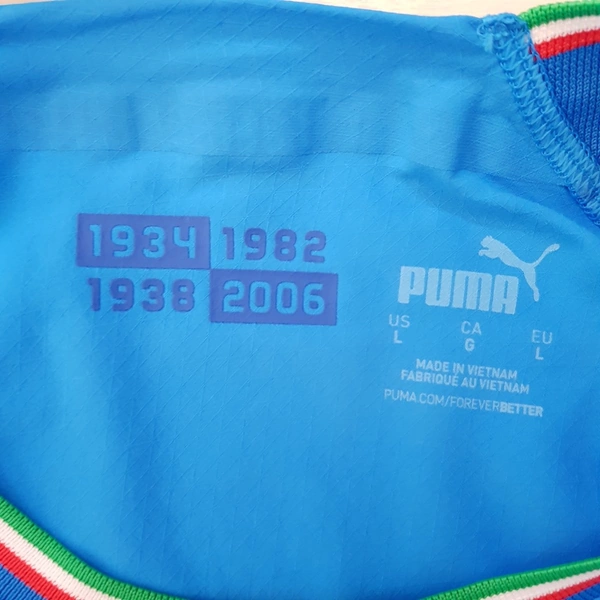 1934 1982
1938 2006
PUMA
US CA EU
L G L
MADE IN VIETNAM
FABRIQUÉ AU VIETNAM
PUMA.COM/FOREVERBETTER